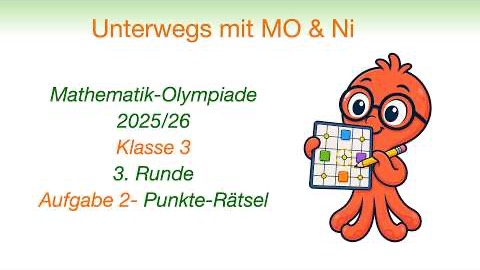 Unterwegs mit MO & Ni
Mathematik-Olympiade
2025/26
Klasse 3
3. Runde
Aufgabe 2- Punkte-Rätsel